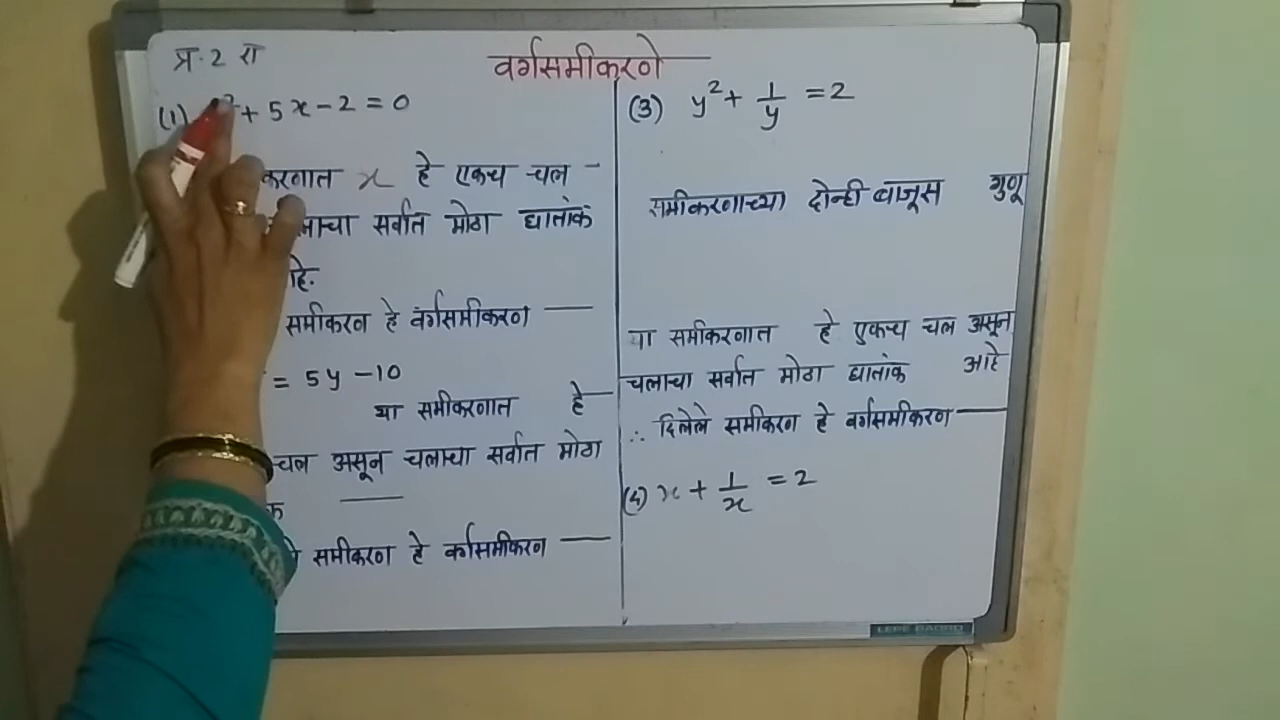 प्र. 2 रा
वर्गसमीकरणे
(1) + 5x - 2 = 0
x हे एकच चल -
सर्वात मोठा घातांक
समीकरण हे वर्गसमीकरण —
= 5y - 10
या समीकरणात हे —
चल असून चलाचा सर्वात मोठा
—
समीकरण हे वर्गसमीकरण —
(3) y² + 1/y = 2
समीकरणाच्या दोन्ही बाजूस गुणू
या समीकरणात हे एकच चल असून
चलाचा सर्वात मोठा घातांक आहे
∴ दिलेले समीकरण हे वर्गसमीकरण —
x + 1/x = 2